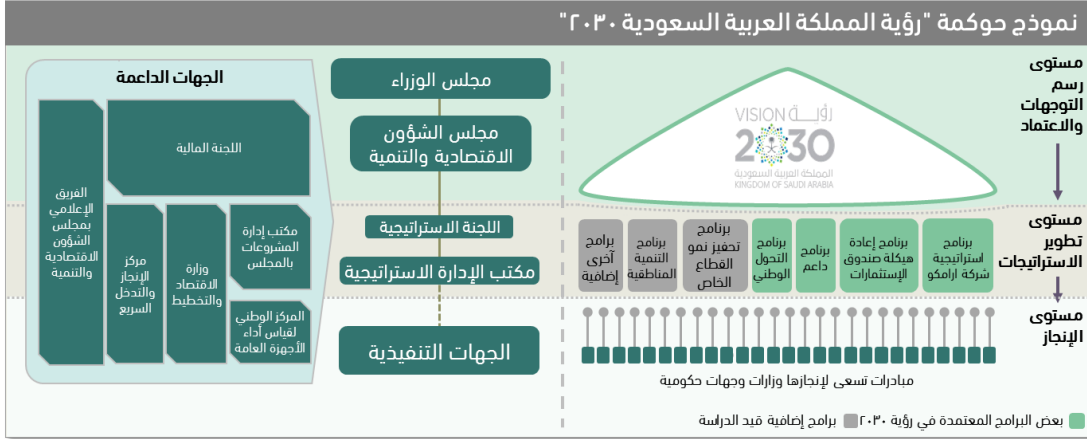 نموذج حوكمة "رؤية المملكة العربية السعودية ٢٠٣٠"
مستوى
رسم
التوجهات
والاعتماد
رؤيــة VISION
2030
المملكة العربية السعودية
KINGDOM OF SAUDI ARABIA
مجلس الوزراء
مجلس الشؤون
الاقتصادية والتنمية
الجهات الداعمة
اللجنة المالية
الفريق
الإعلامي
بمجلس
الشؤون
الاقتصادية
والتنمية
مستوى
تطوير
الاستراتيجات
برنامج
استراتيجية
شركة ارامكو
برنامج إعادة
هيكلة صندوق
الإستثمارات
برنامج
داعم
برنامج
التحول
الوطني
برنامج
تحفيز نمو
القطاع
الخاص
برنامج
التنمية
المناطقية
برامج
آخرى
إضافية
اللجنة الاستراتيجية
مكتب الإدارة الاستراتيجية
مكتب إدارة
المشروعات
بالمجلس
وزارة
الاقتصاد
والتخطيط
مركز
الإنجاز
والتدخل
السريع
المركز الوطني
لقياس أداء
الأجهزة العامة
مستوى
الإنجاز
مبادرات تسعى لإنجازها وزارات وجهات حكومية
الجهات التنفيذية
بعض البرامج المعتمدة في رؤية ٢٠٣٠
برامج إضافية قيد الدراسة